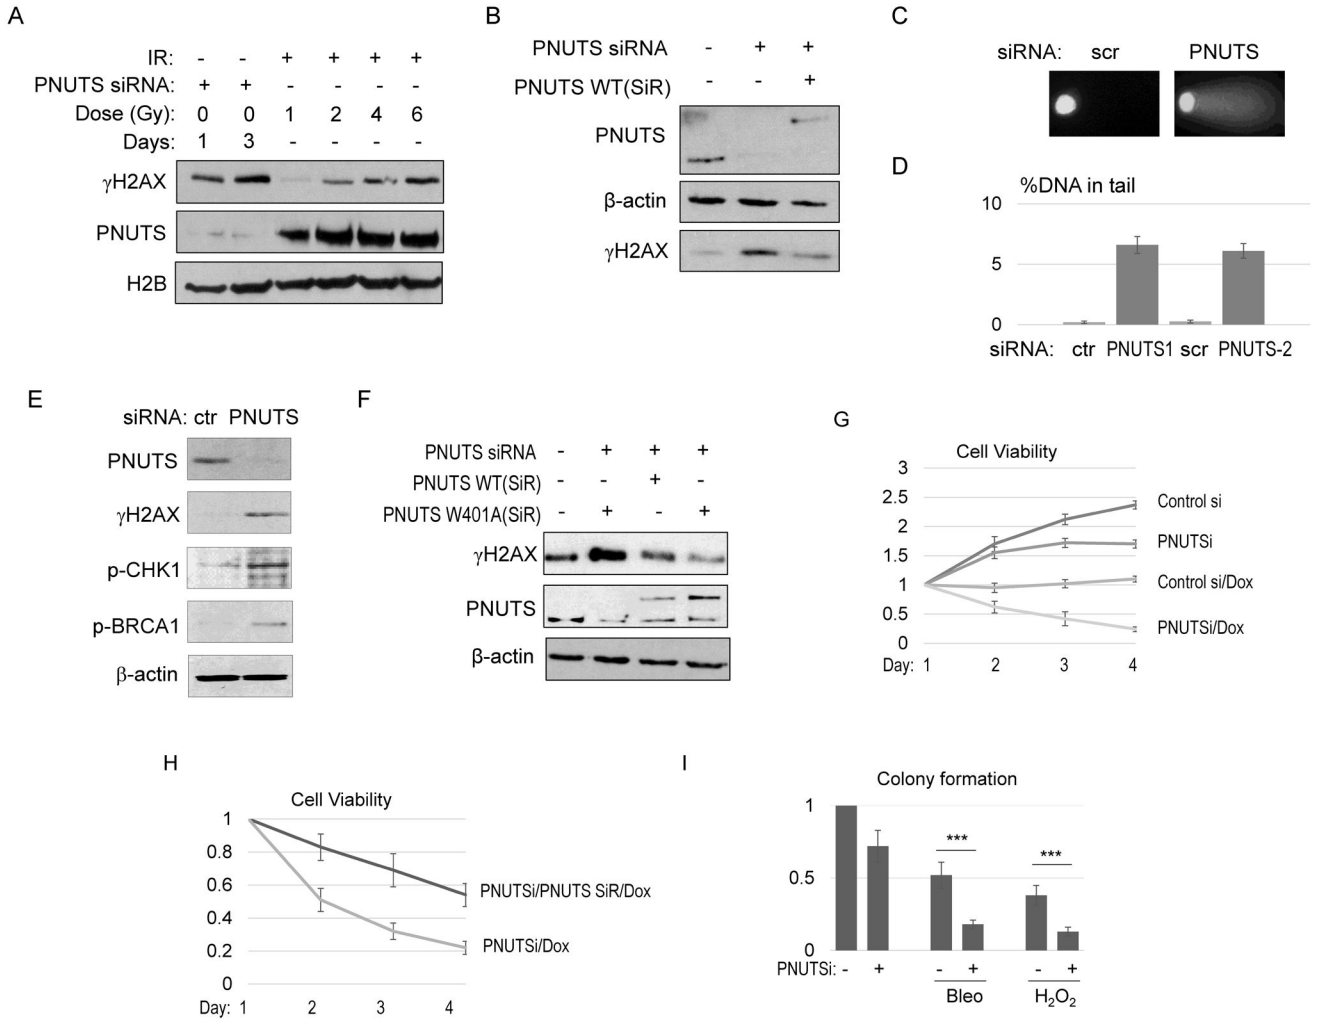 A
IR: - - + + + +
PNUTS siRNA: + + - - - -
Dose (Gy): 0 0 1 2 4 6
Days: 1 3 - - - -
γH2AX
PNUTS
H2B
B
PNUTS siRNA - + +
PNUTS WT(SiR) - - +
PNUTS
β-actin
γH2AX
C
siRNA: scr PNUTS
D
%DNA in tail
10
5
0
siRNA: ctr PNUTS1 scr PNUTS-2
E
siRNA: ctr PNUTS
PNUTS
γH2AX
p-CHK1
p-BRCA1
β-actin
F
PNUTS siRNA - + + +
PNUTS WT(SiR) - - + -
PNUTS W401A(SiR) - + - +
γH2AX
PNUTS
β-actin
G
Cell Viability
3
2.5
2
1.5
1
0.5
0
Control si
PNUTSi
Control si/Dox
PNUTSi/Dox
Day: 1 2 3 4
H
Cell Viability
1
0.8
0.6
0.4
0.2
0
PNUTSi/PNUTS SiR/Dox
PNUTSi/Dox
Day: 1 2 3 4
I
Colony formation
1
0.5
0
*** ***
PNUTSi: - + - + - +
Bleo H₂O₂